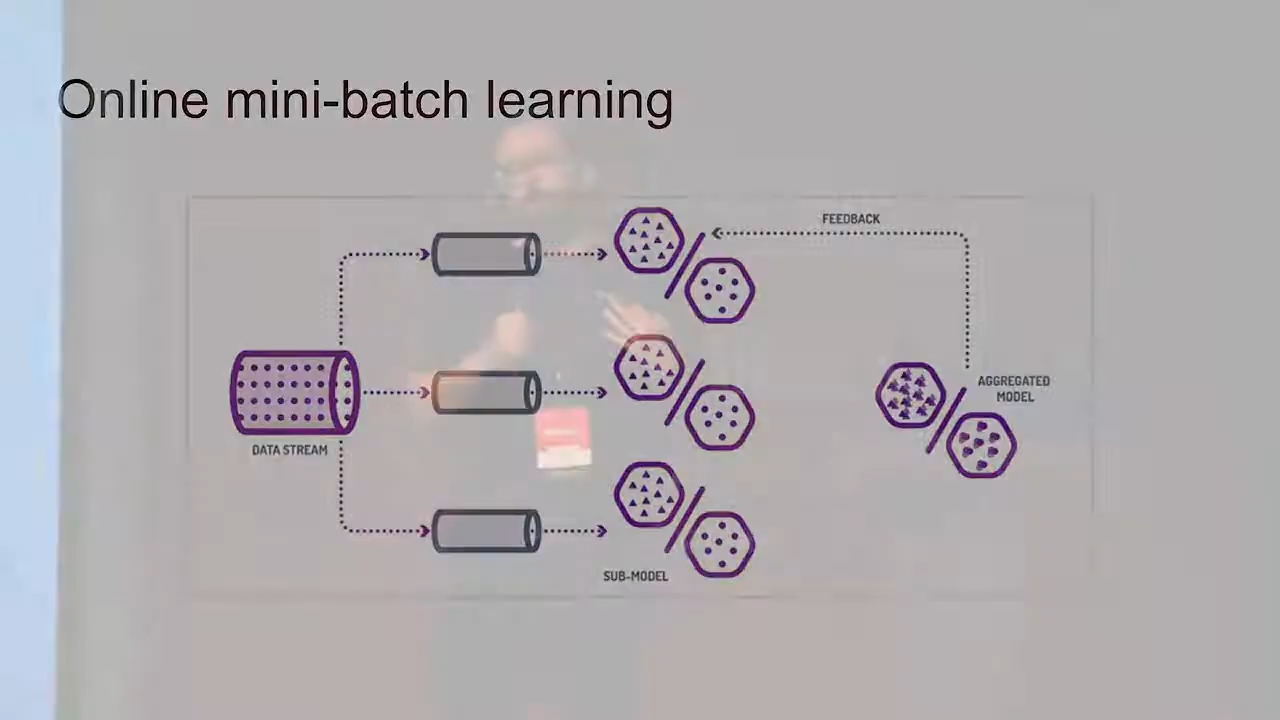 Online mini-batch learning
FEEDBACK
AGGREGATED
MODEL
DATA STREAM
SUB-MODEL